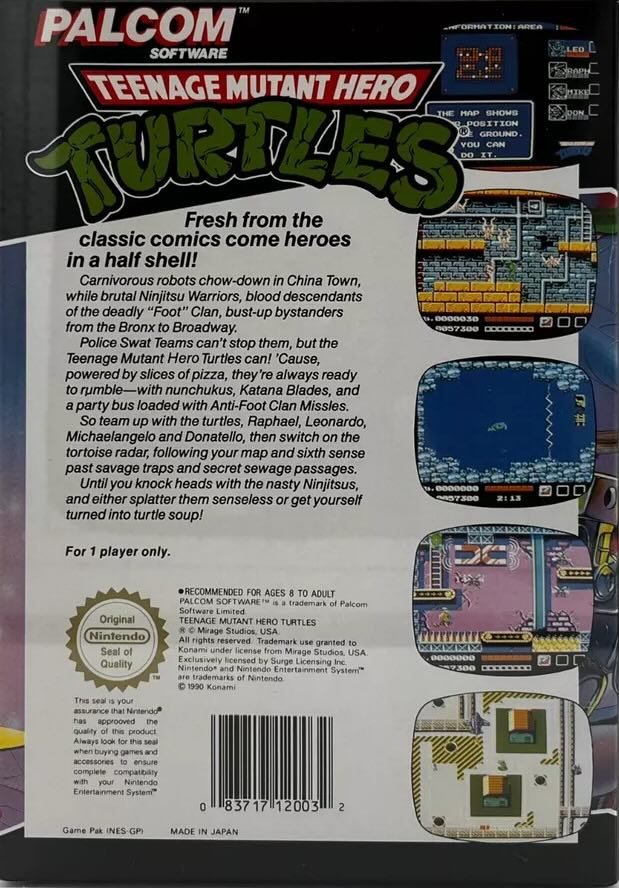 PALCOM™
SOFTWARE
TEENAGE MUTANT HERO
TURTLES®
Fresh from the
classic comics come heroes
in a half shell!
Carnivorous robots chow-down in China Town,
while brutal Ninjitsu Warriors, blood descendants
of the deadly "Foot" Clan, bust-up bystanders
from the Bronx to Broadway.
Police Swat Teams can't stop them, but the
Teenage Mutant Hero Turtles can! 'Cause,
powered by slices of pizza, they're always ready
to rumble—with nunchukus, Katana Blades, and
a party bus loaded with Anti-Foot Clan Missles.
So team up with the turtles, Raphael, Leonardo,
Michaelangelo and Donatello, then switch on the
tortoise radar, following your map and sixth sense
past savage traps and secret sewage passages.
Until you knock heads with the nasty Ninjitsus,
and either splatter them senseless or get yourself
turned into turtle soup!
For 1 player only.
Original
Nintendo
Seal of
Quality
TM
This seal is your
assurance that Nintendo®
has approoved the
quality of this product.
Always look for this seal
when buying games and
accessories to ensure
complete compatibility
with your Nintendo
Entertainment System™
•RECOMMENDED FOR AGES 8 TO ADULT
PALCOM SOFTWARE™ is a trademark of Palcom
Software Limited.
TEENAGE MUTANT HERO TURTLES
® © Mirage Studios, USA.
All rights reserved. Trademark use granted to
Konami under license from Mirage Studios, USA.
Exclusively licensed by Surge Licensing Inc.
Nintendo® and Nintendo Entertainment System™
are trademarks of Nintendo.
© 1990 Konami
0 83717 12003 2
Game Pak (NES-GP) MADE IN JAPAN
FORMATION:AREA
LEO
RAPH
MIKE
DON
THE MAP SHOWS
POSITION
GROUND.
YOU CAN
DO IT.
0000030
0057300
0000000
0057300 2:13
0000000